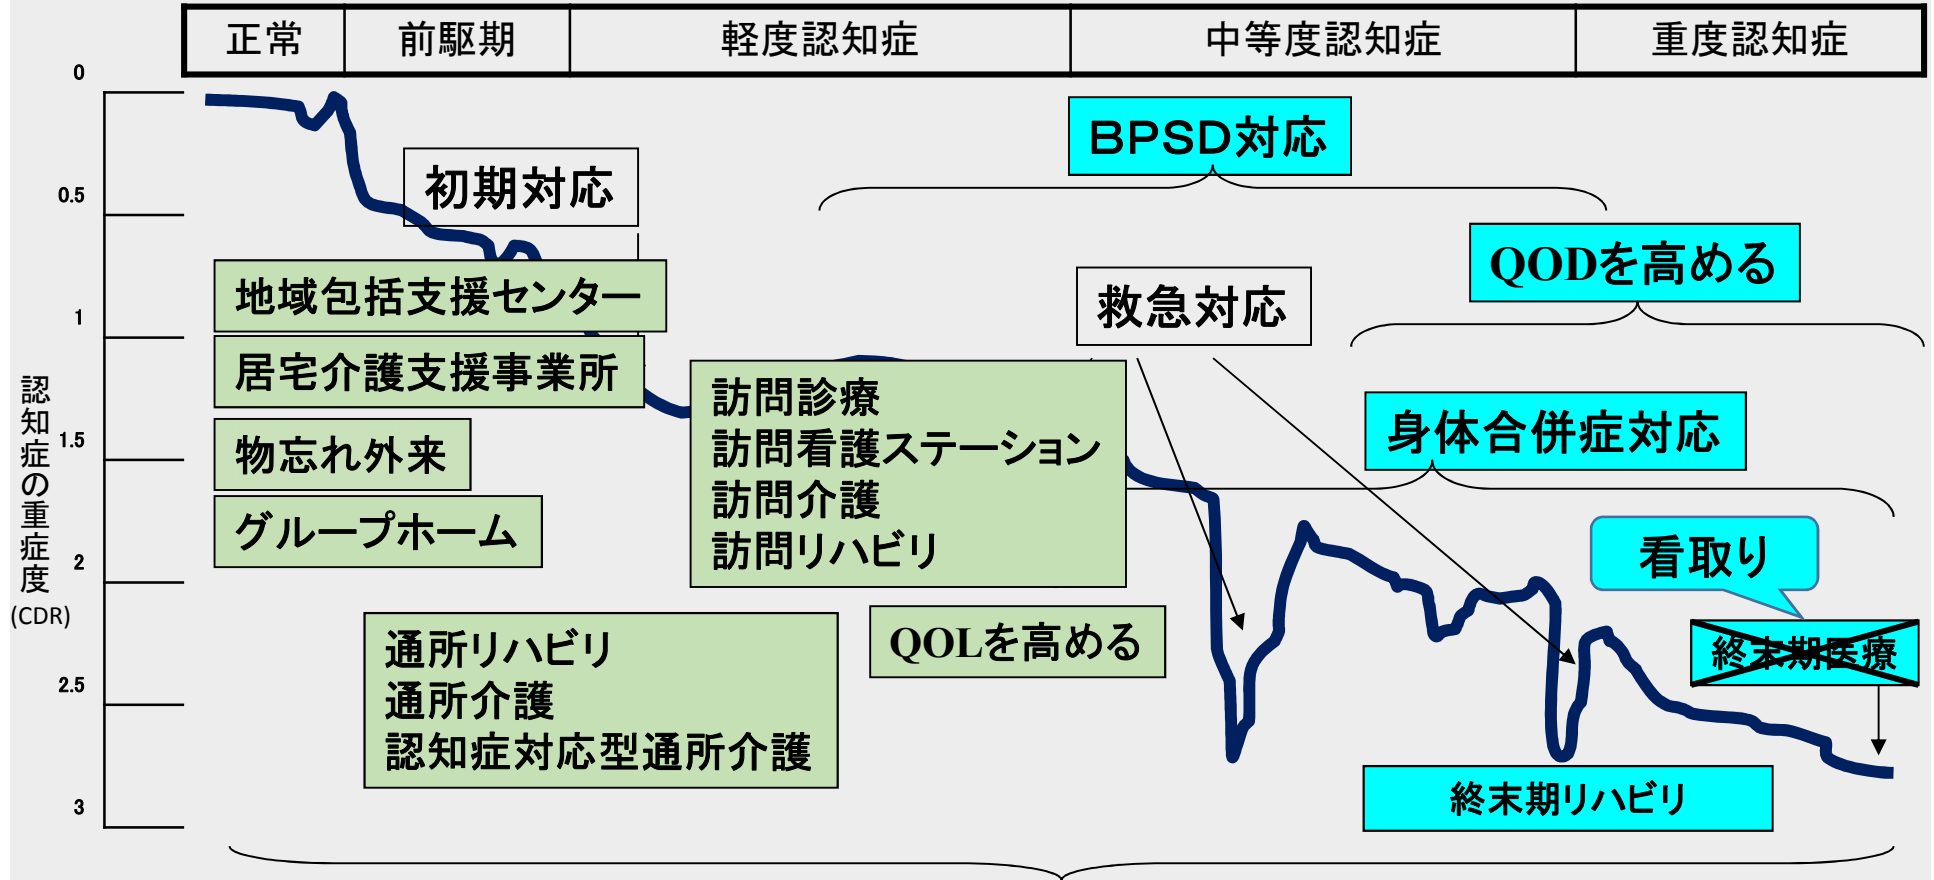 正常 前駆期 軽度認知症 中等度認知症 重度認知症
0
0.5
1
1.5
2
2.5
3
認知症の重症度
(CDR)
BPSD対応
初期対応
QODを高める
地域包括支援センター
救急対応
居宅介護支援事業所
訪問診療
訪問看護ステーション
訪問介護
訪問リハビリ
身体合併症対応
物忘れ外来
グループホーム
看取り
通所リハビリ
通所介護
認知症対応型通所介護
QOLを高める
終末期医療
終末期リハビリ